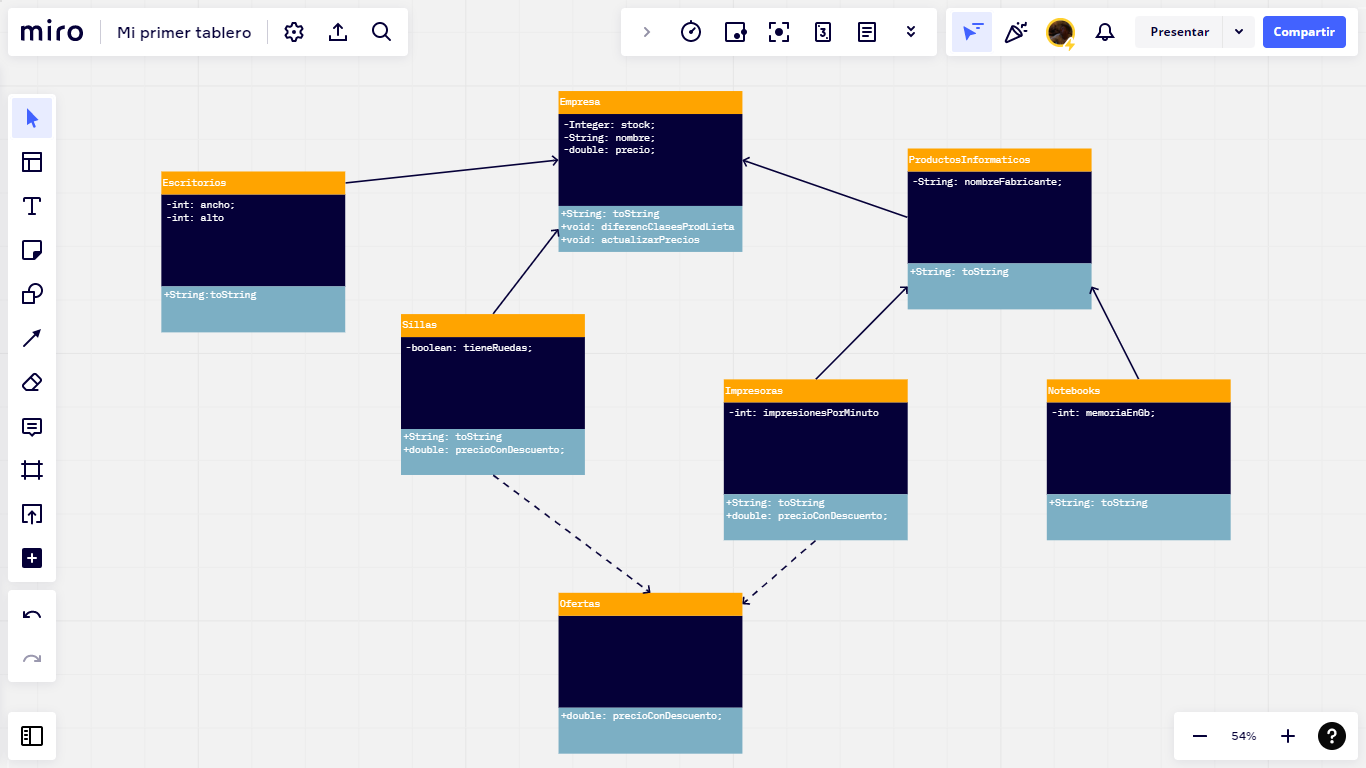 miro
Mi primer tablero
3
Presentar
Compartir
Empresa
-Integer: stock;
-String: nombre;
-double: precio;
+String: toString
+void: diferencClasesProdLista
+void: actualizarPrecios
ProductosInformaticos
-String: nombreFabricante;
+String: toString
Escritorios
-int: ancho;
-int: alto
+String:toString
Sillas
-boolean: tieneRuedas;
+String: toString
+double: precioConDescuento;
Impresoras
-int: impresionesPorMinuto
+String: toString
+double: precioConDescuento;
Notebooks
-int: memoriaEnGb;
+String: toString
Ofertas
+double: precioConDescuento;
54%
?